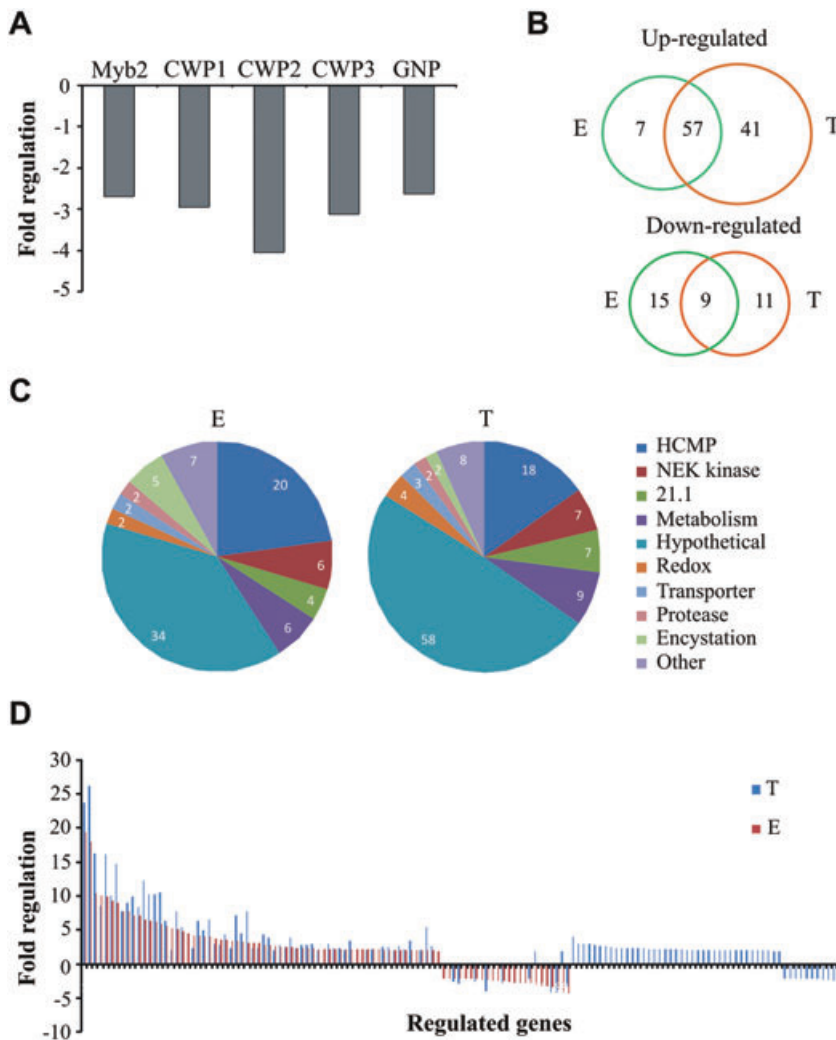 A
Myb2 CWP1 CWP2 CWP3 GNP
0
-1
-2
-3
-4
-5
Fold regulation
B
Up-regulated
E 7 57 41 T
Down-regulated
E 15 9 11 T
C
E
20
6
4
6
34
2
2
2
5
7
T
18
7
7
9
58
4
3
2
2
8
HCMP
NEK kinase
21.1
Metabolism
Hypothetical
Redox
Transporter
Protease
Encystation
Other
D
30
25
20
15
10
5
0
-5
-10
Fold regulation
T
E
Regulated genes